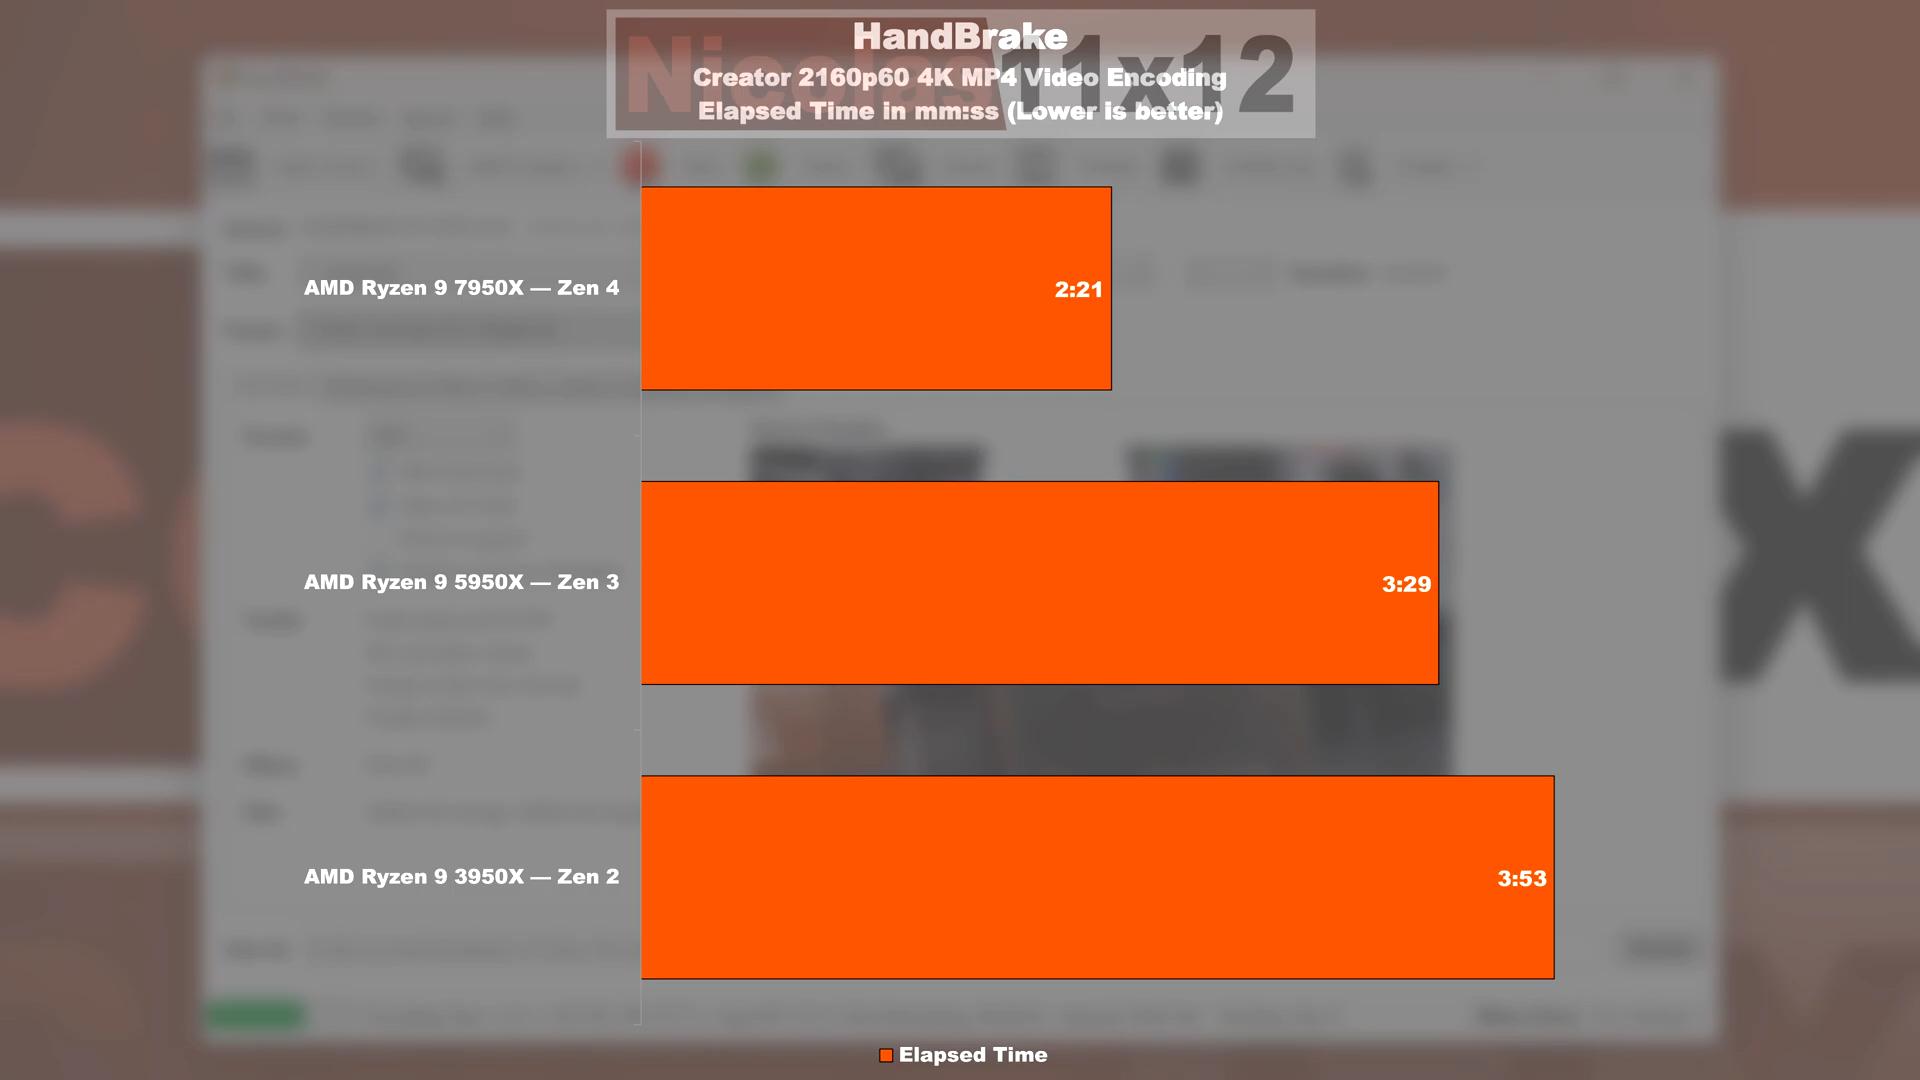 HandBrake
Nicolas11x12
Creator 2160p60 4K MP4 Video Encoding
Elapsed Time in mm:ss (Lower is better)
AMD Ryzen 9 7950X — Zen 4
2:21
AMD Ryzen 9 5950X — Zen 3
3:29
AMD Ryzen 9 3950X — Zen 2
3:53
Elapsed Time